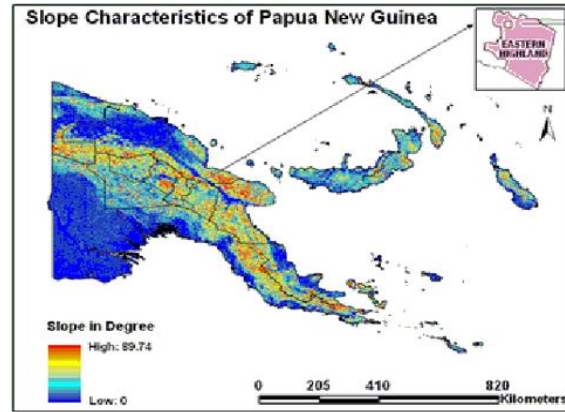 Slope Characteristics of Papua New Guinea
EASTERN
HIGHLAND
N
Slope in Degree
High: 89.74
Low: 0
0 205 410 820
Kilometers